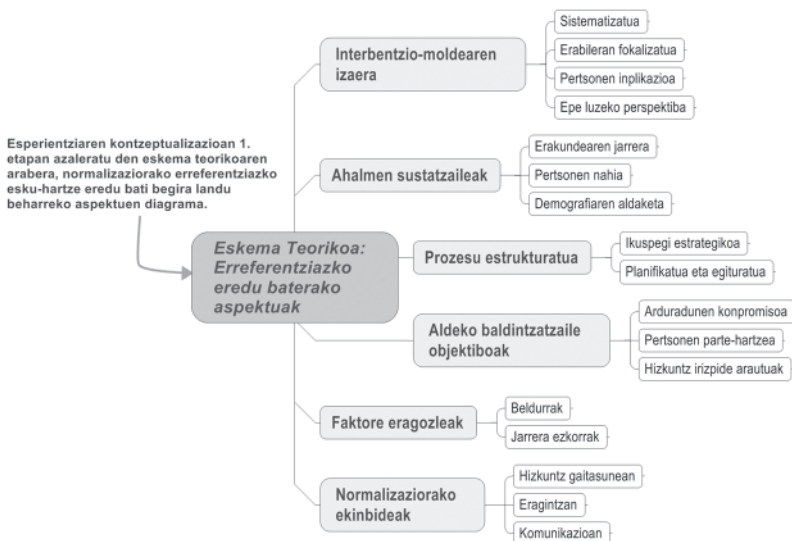 Esperientziaren kontzeptualizazioan 1.
etapan azaleratu den eskema teorikoaren
arabera, normalizaziorako erreferentziazko
esku-hartze eredu bati begira landu
beharreko aspektuen diagrama.
Eskema Teorikoa:
Erreferentziazko
eredu baterako
aspektuak
Interbentzio-moldearen
izaera
Sistematizatua
Erabileran fokalizatua
Pertsonen inplikazioa
Epe luzeko perspektiba
Ahalmen sustatzaileak
Erakundearen jarrera
Pertsonen nahia
Demografiaren aldaketa
Prozesu estrukturatua
Ikuspegi estrategikoa
Planifikatua eta egituratua
Aldeko baldintzatzaile
objektiboak
Arduradunen konpromisoa
Pertsonen parte-hartzea
Hizkuntz irizpide arautuak
Faktore eragozleak
Beldurrak
Jarrera ezkorrak
Normalizaziorako
ekinbideak
Hizkuntz gaitasunean
Eragintzan
Komunikazioan